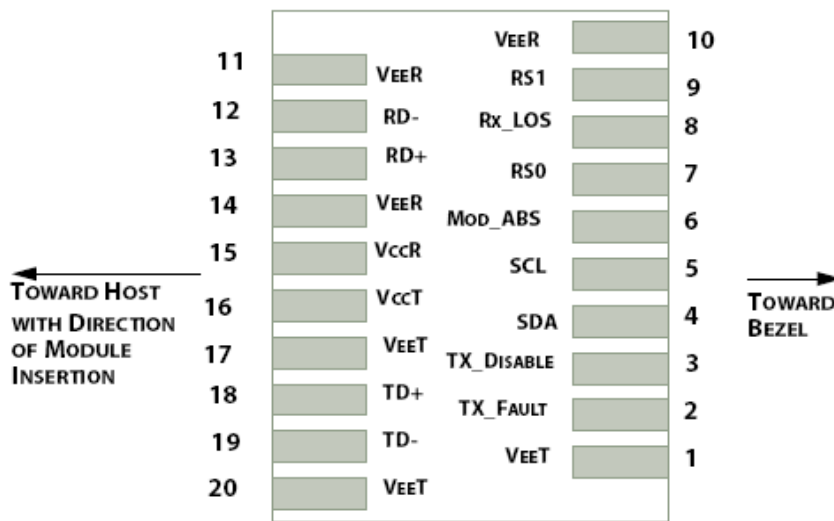 11 VEER
12 RD-
13 RD+
14 VEER
15 VCCR
16 VCCT
17 VEET
18 TD+
19 TD-
20 VEET
VEER 10
RS1 9
RX_LOS 8
RS0 7
MOD_ABS 6
SCL 5
SDA 4
TX_DISABLE 3
TX_FAULT 2
VEET 1
TOWARD HOST
WITH DIRECTION
OF MODULE
INSERTION
TOWARD
BEZEL